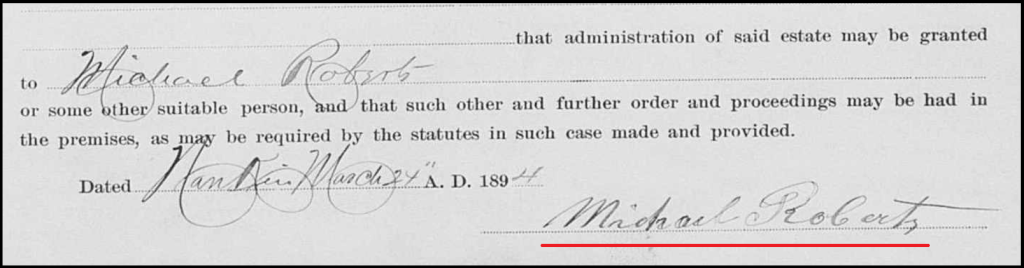 that administration of said estate may be granted
to Michael Roberts
or some other suitable person, and that such other and further order and proceedings may be had in
the premises, as may be required by the statutes in such case made and provided.
Dated Nankin March 24" A. D. 1894
Michael Roberts